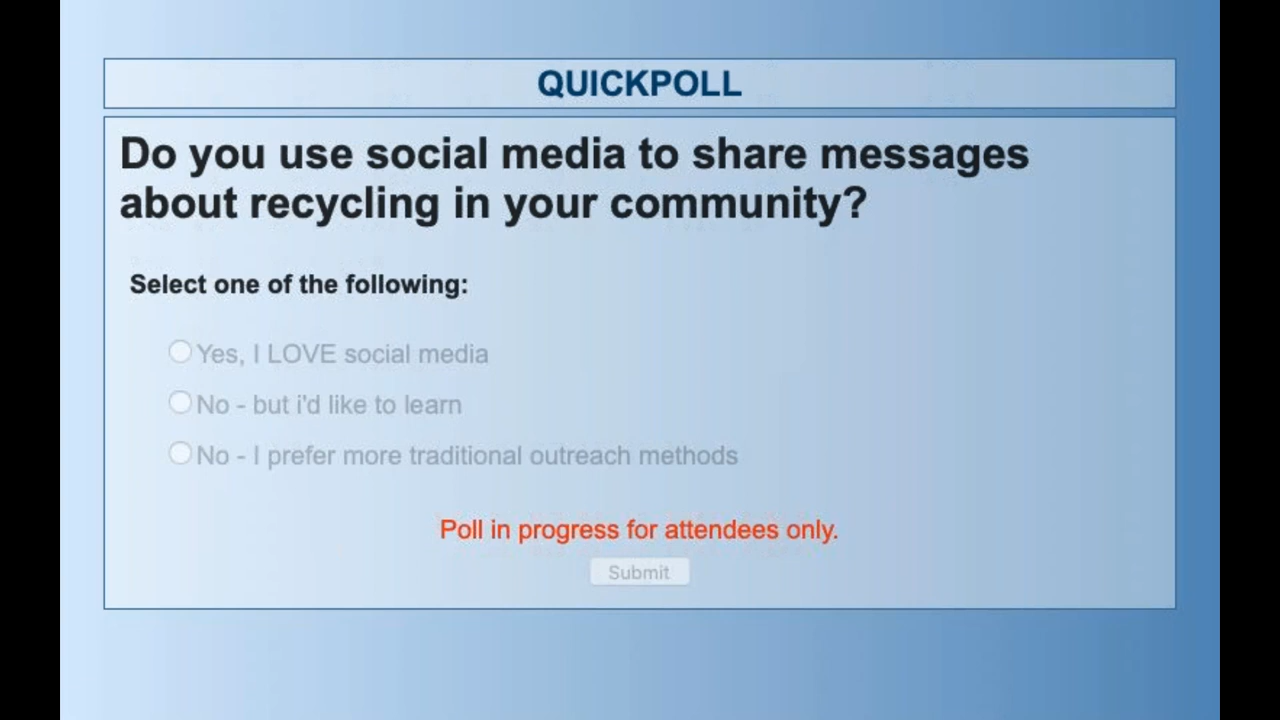 QUICKPOLL
Do you use social media to share messages
about recycling in your community?
Select one of the following:
Yes, I LOVE social media
No - but i'd like to learn
No - I prefer more traditional outreach methods
Poll in progress for attendees only.
Submit